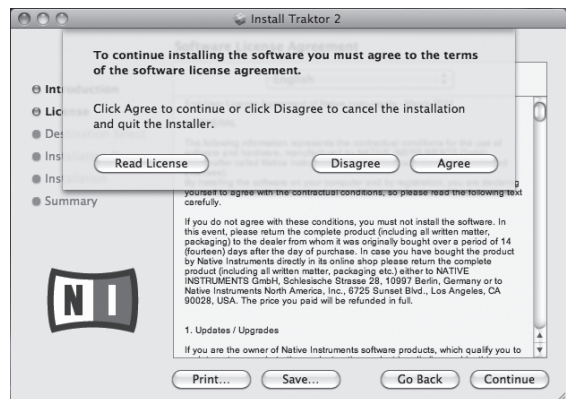 Install Traktor 2
Software License Agreement
English
To continue installing the software you must agree to the terms
of the software license agreement.
Click Agree to continue or click Disagree to cancel the installation
and quit the Installer.
Read License
Disagree
Agree
Int
Lic
Des
Ins
Ins
Summary
yourself to agree with the contractual conditions, so please read the following text
carefully.
If you do not agree with these conditions, you must not install the software. In
this event, please return the complete product (including all written matter,
packaging) to the dealer from whom it was originally bought over a period of 14
(fourteen) days after the day of purchase. In case you have bought the product
by Native Instruments directly in its online shop please return the complete
product (including all written matter, packaging etc.) either to NATIVE
INSTRUMENTS GmbH, Schlesische Strasse 28, 10997 Berlin, Germany or to
Native Instruments North America, Inc., 6725 Sunset Blvd., Los Angeles, CA
90028, USA. The price you paid will be refunded in full.
1. Updates / Upgrades
If you are the owner of Native Instruments software products, which qualify you to
NI
Print...
Save...
Go Back
Continue